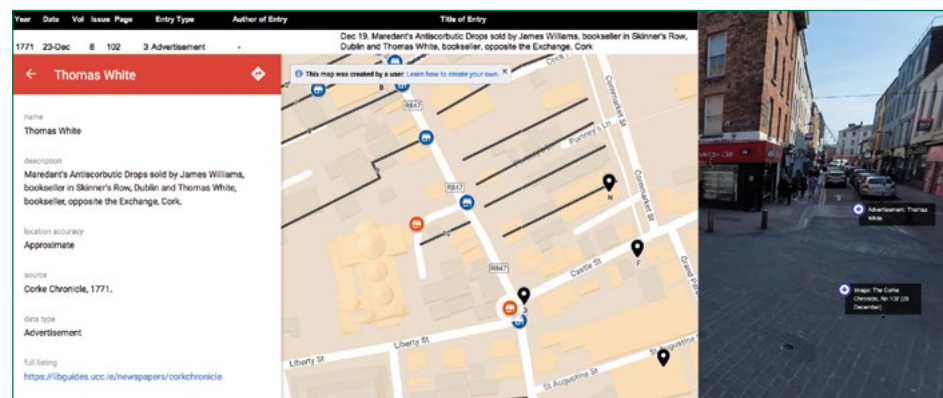 Year Date Vol Issue Page Entry Type Author of Entry Title of Entry
1771 23-Dec 8 102 3 Advertisement -
Dec 19. Maredant's Antiscorbutic Drops sold by James Williams, bookseller in Skinner's Row,
Dublin and Thomas White, bookseller, opposite the Exchange, Cork
Thomas White
name
Thomas White
description
Maredant's Antiscorbutic Drops sold by James Williams,
bookseller in Skinner's Row, Dublin and Thomas White,
bookseller, opposite the Exchange, Cork.
location accuracy
Approximate
source
Corke Chronicle, 1771.
data type
Advertisement
full listing
https://libguides.ucc.ie/newspapers/corkchronicle
This map was created by a user. Learn how to create your own.
B
R847
Cornmarket St
Portney's Ln
R847
N
N
F
R847
Castle St
Liberty St
Liberty St
St Augustine St
St Augustine St
Advertisement: Thomas
White
Image: The Corke
Chronicle, No 102 (23
December)